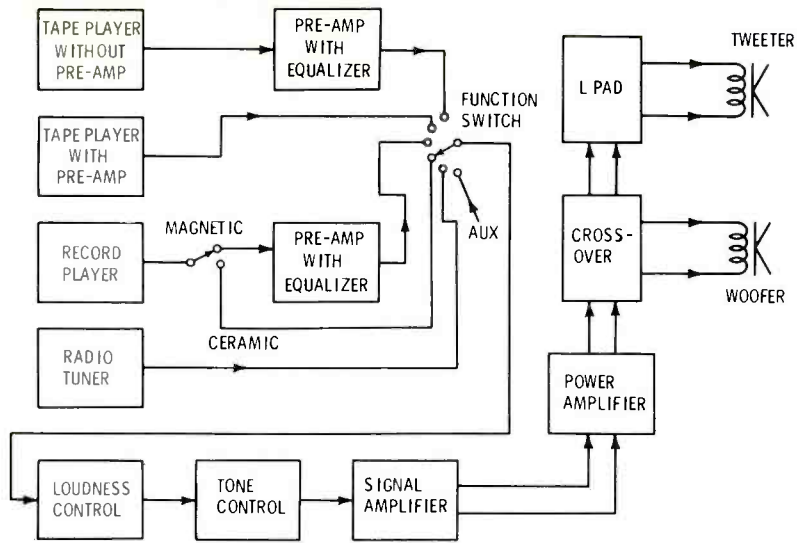 TAPE PLAYER
WITHOUT
PRE-AMP
PRE-AMP
WITH
EQUALIZER
FUNCTION
SWITCH
TAPE PLAYER
WITH
PRE-AMP
MAGNETIC
RECORD
PLAYER
PRE-AMP
WITH
EQUALIZER
AUX
CERAMIC
RADIO
TUNER
LOUDNESS
CONTROL
TONE
CONTROL
SIGNAL
AMPLIFIER
POWER
AMPLIFIER
CROSS-
OVER
WOOFER
L PAD
TWEETER